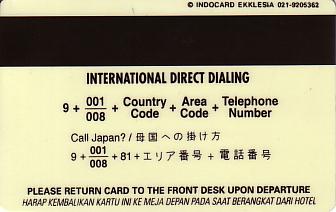 © INDOCARD EKKLESIA 021-9205362
INTERNATIONAL DIRECT DIALING
9 + 001/008 + Country Code + Area Code + Telephone Number
Call Japan? / 母国への掛け方
9 + 001/008 + 81 + エリア番号 + 電話番号
PLEASE RETURN CARD TO THE FRONT DESK UPON DEPARTURE
HARAP KEMBALIKAN KARTU INI KE MEJA DEPAN PADA SAAT BERANGKAT DARI HOTEL